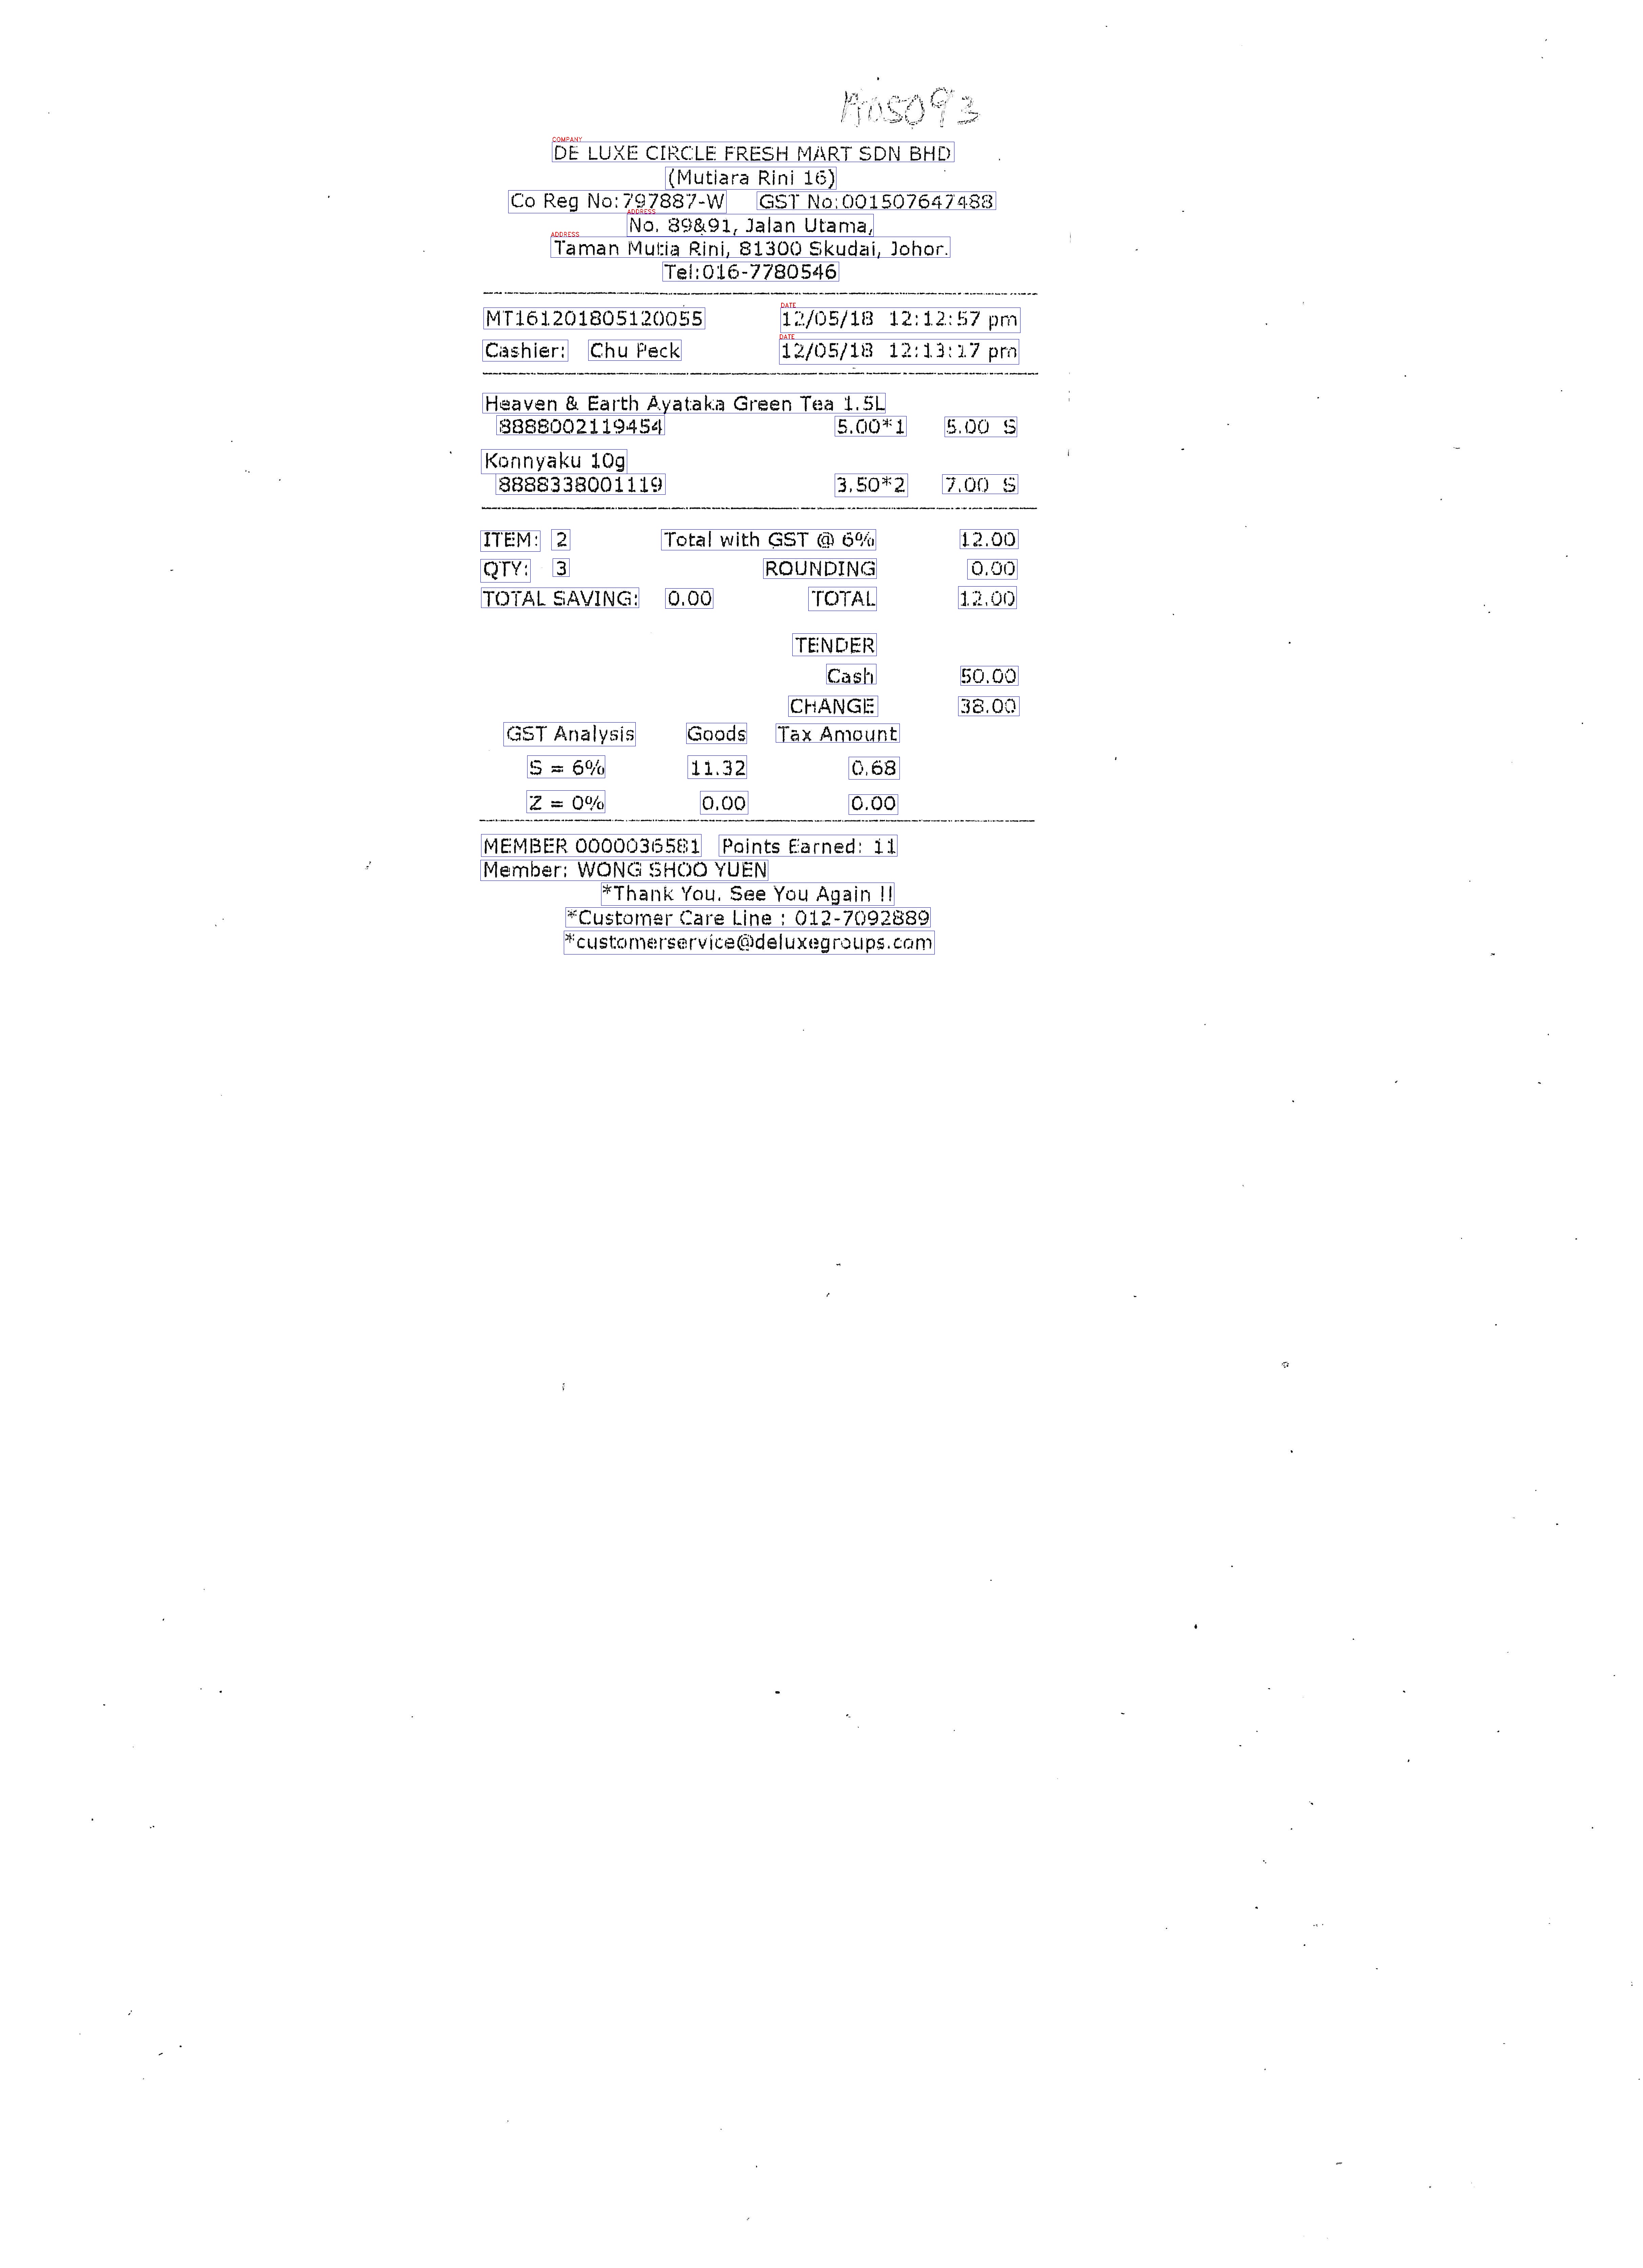 COMPANY
DE LUXE CIRCLE FRESH MART SDN BHD
(Mutiara Rini 16)
Co Reg No:797887-W GST No:001507647488
ADDRESS
No. 89&91, Jalan Utama,
ADDRESS
Taman Mutia Rini, 81300 Skudai, Johor.
Tel:016-7780546
DATE
MT161201805120055 12/05/18 12:12:57 pm
DATE
Cashier: Chu Peck 12/05/18 12:13:17 pm
Heaven & Earth Ayataka Green Tea 1.5L
8888002119454 5.00*1 5.00 S
Konnyaku 10g
8888338001119 3.50*2 7.00 S
ITEM: 2 Total with GST @ 6% 12.00
QTY: 3 ROUNDING 0.00
TOTAL SAVING: 0.00 TOTAL 12.00
TENDER
Cash 50.00
CHANGE 38.00
GST Analysis Goods Tax Amount
S = 6% 11.32 0.68
Z = 0% 0.00 0.00
MEMBER 0000036581 Points Earned: 11
Member: WONG SHOO YUEN
*Thank You. See You Again !!
*Customer Care Line : 012-7092889
*customerservice@deluxegroups.com